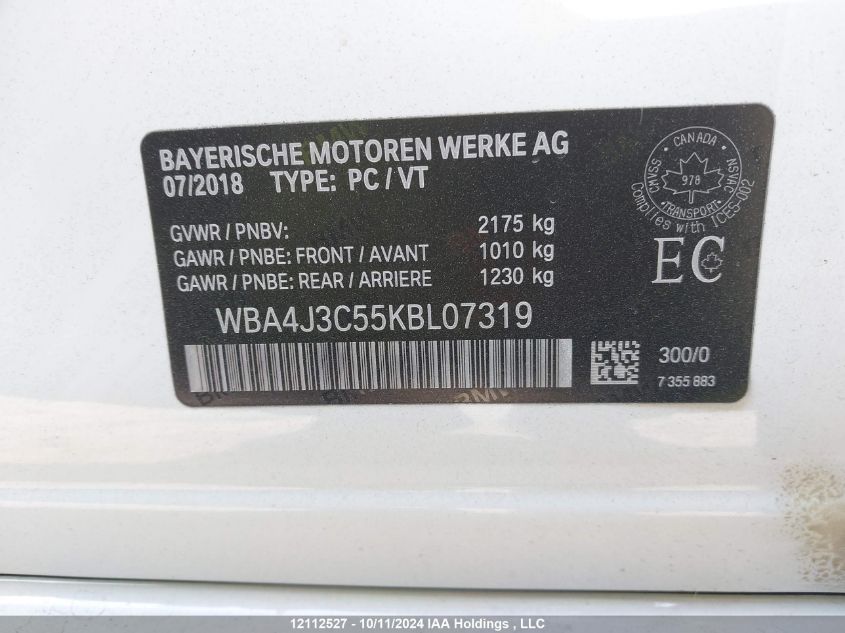 BAYERISCHE MOTOREN WERKE AG
07/2018 TYPE: PC / VT
GVWR / PNBV: 2175 kg
GAWR / PNBE: FRONT / AVANT 1010 kg
GAWR / PNBE: REAR / ARRIERE 1230 kg
WBA4J3C55KBL07319
CANADA
CMVSS
NSVAC
978
TRANSPORT
Complies with ICES-002
EC
300/0
7 355 883
BMW
12112527 - 10/11/2024 IAA Holdings , LLC